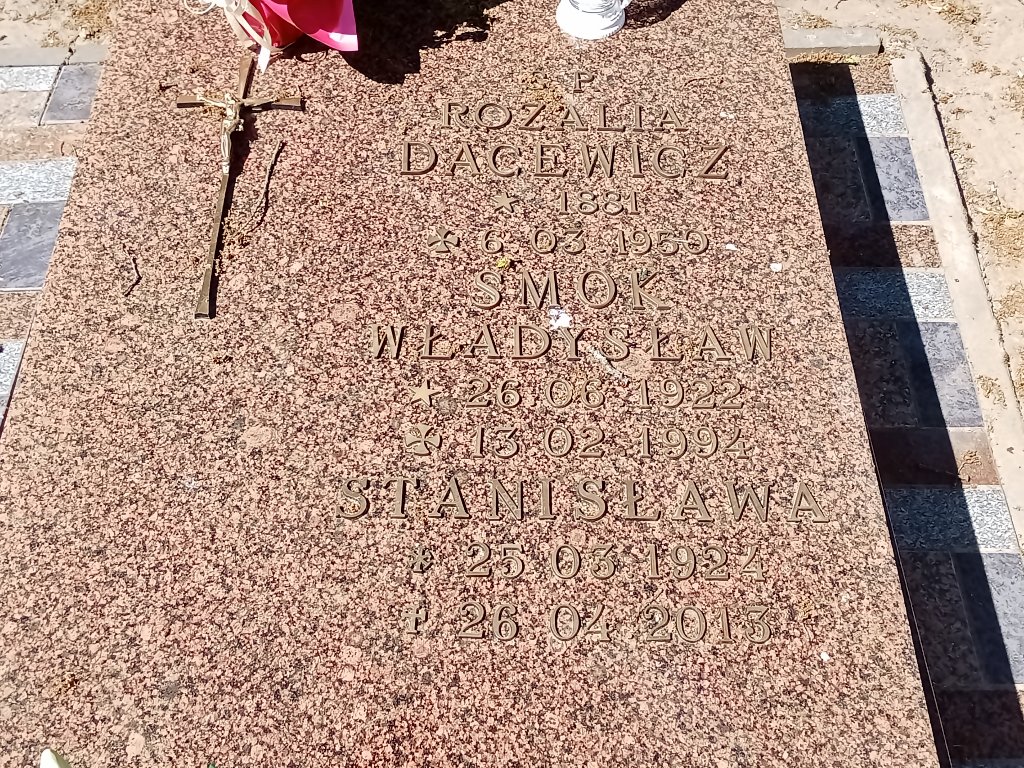 Ś P
ROZALIA
DACEWICZ
★ 1881
✠ 6 03 1950
SMOK
WŁADYSŁAW
★ 26 06 1922
✠ 13 02 1994
STANISŁAWA
★ 25 03 1924
✝ 26 04 2013